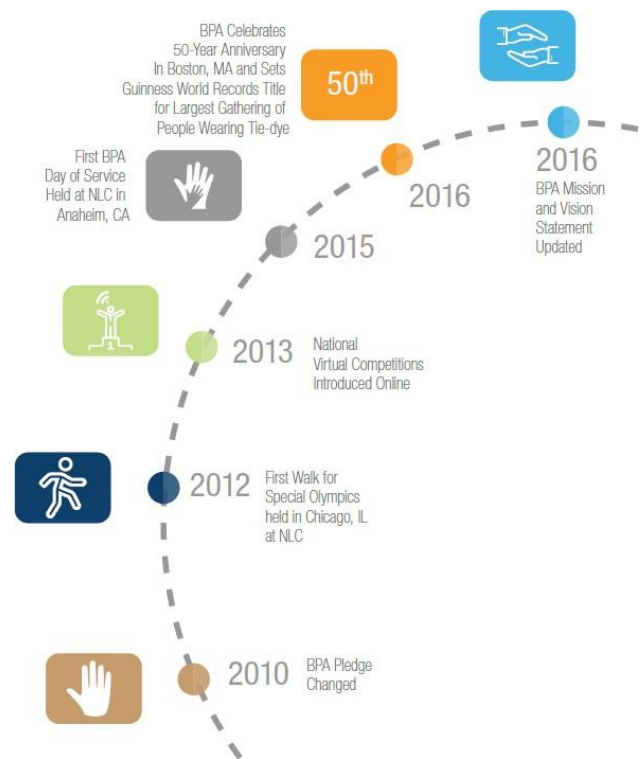 BPA Celebrates
50-Year Anniversary
In Boston, MA and Sets
Guinness World Records Title
for Largest Gathering of
People Wearing Tie-dye
50th
2016
2016
BPA Mission
and Vision
Statement
Updated
First BPA
Day of Service
Held at NLC in
Anaheim, CA
2015
2013
National
Virtual Competitions
Introduced Online
1
2012
First Walk for
Special Olympics
held in Chicago, IL
at NLC
2010
BPA Pledge
Changed